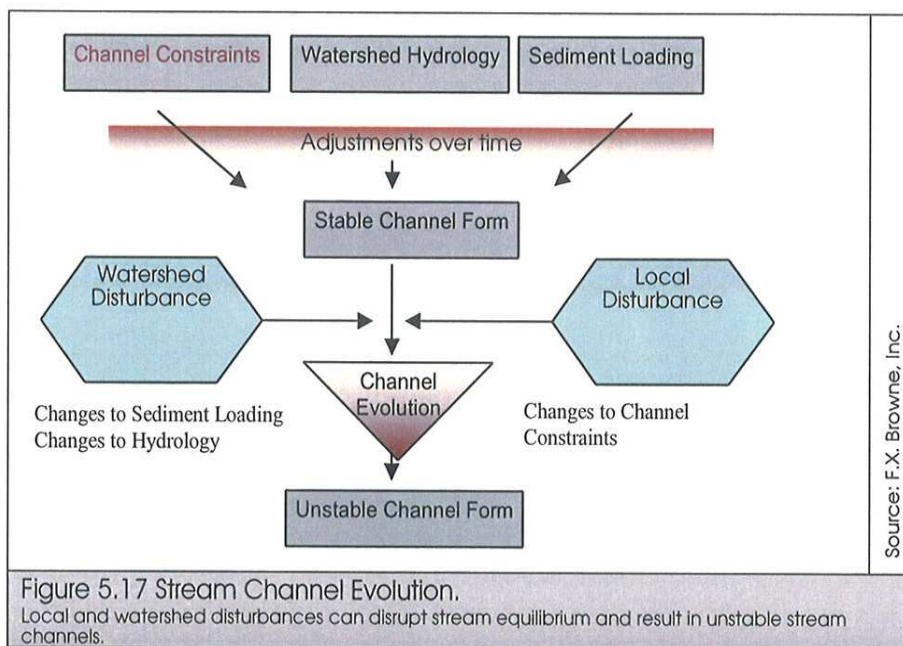 Channel Constraints
Watershed Hydrology
Sediment Loading
Adjustments over time
Stable Channel Form
Watershed
Disturbance
Local
Disturbance
Channel
Evolution
Changes to Sediment Loading
Changes to Hydrology
Changes to Channel
Constraints
Unstable Channel Form
Source: F.X. Browne, Inc.
Figure 5.17 Stream Channel Evolution.
Local and watershed disturbances can disrupt stream equilibrium and result in unstable stream
channels.